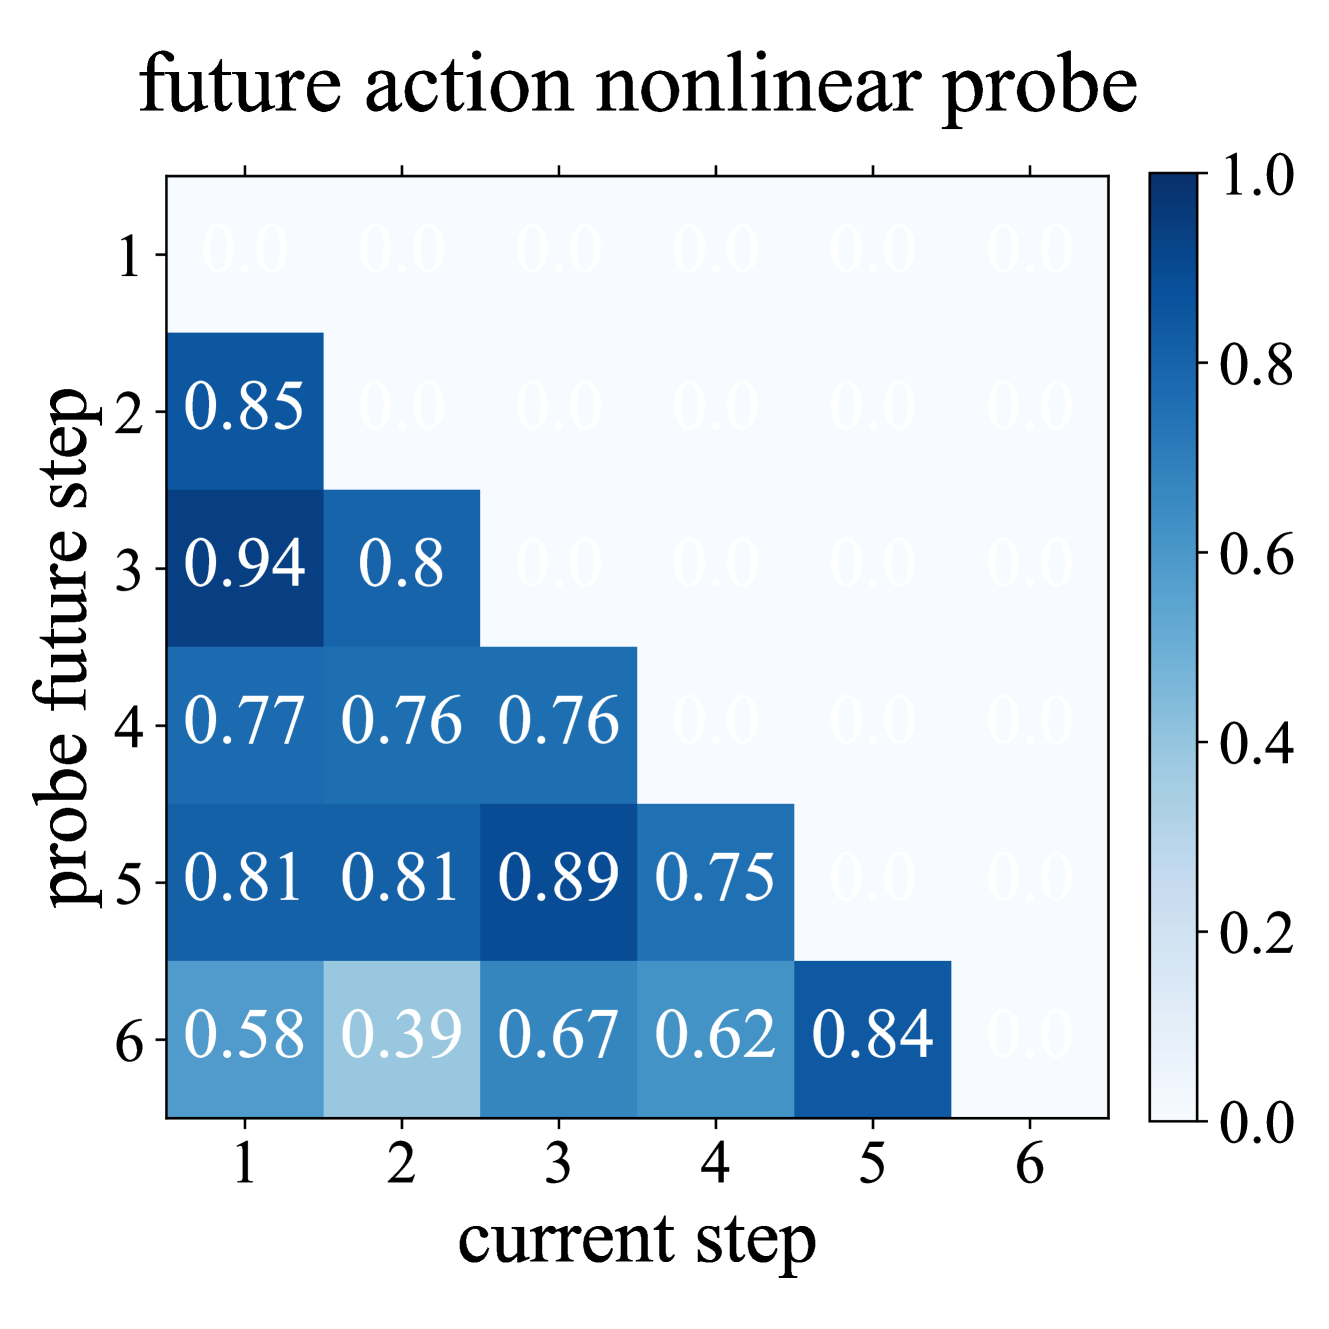 future action nonlinear probe
1.0
0.8
0.6
0.4
0.2
0.0
probe future step
1 0.0 0.0 0.0 0.0 0.0 0.0
2 0.85 0.0 0.0 0.0 0.0 0.0
3 0.94 0.8 0.0 0.0 0.0 0.0
4 0.77 0.76 0.76 0.0 0.0 0.0
5 0.81 0.81 0.89 0.75 0.0 0.0
6 0.58 0.39 0.67 0.62 0.84 0.0
1 2 3 4 5 6
current step